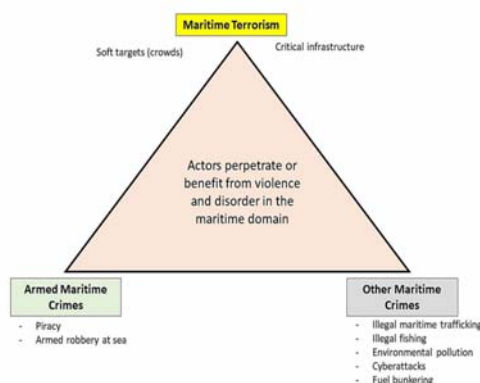 Maritime Terrorism
Soft targets (crowds)
Critical infrastructure
Actors perpetrate or
benefit from violence
and disorder in the
maritime domain
Armed Maritime
Crimes
- Piracy
- Armed robbery at sea
Other Maritime
Crimes
- Illegal maritime trafficking
- Illegal fishing
- Environmental pollution
- Cyberattacks
- Fuel bunkering